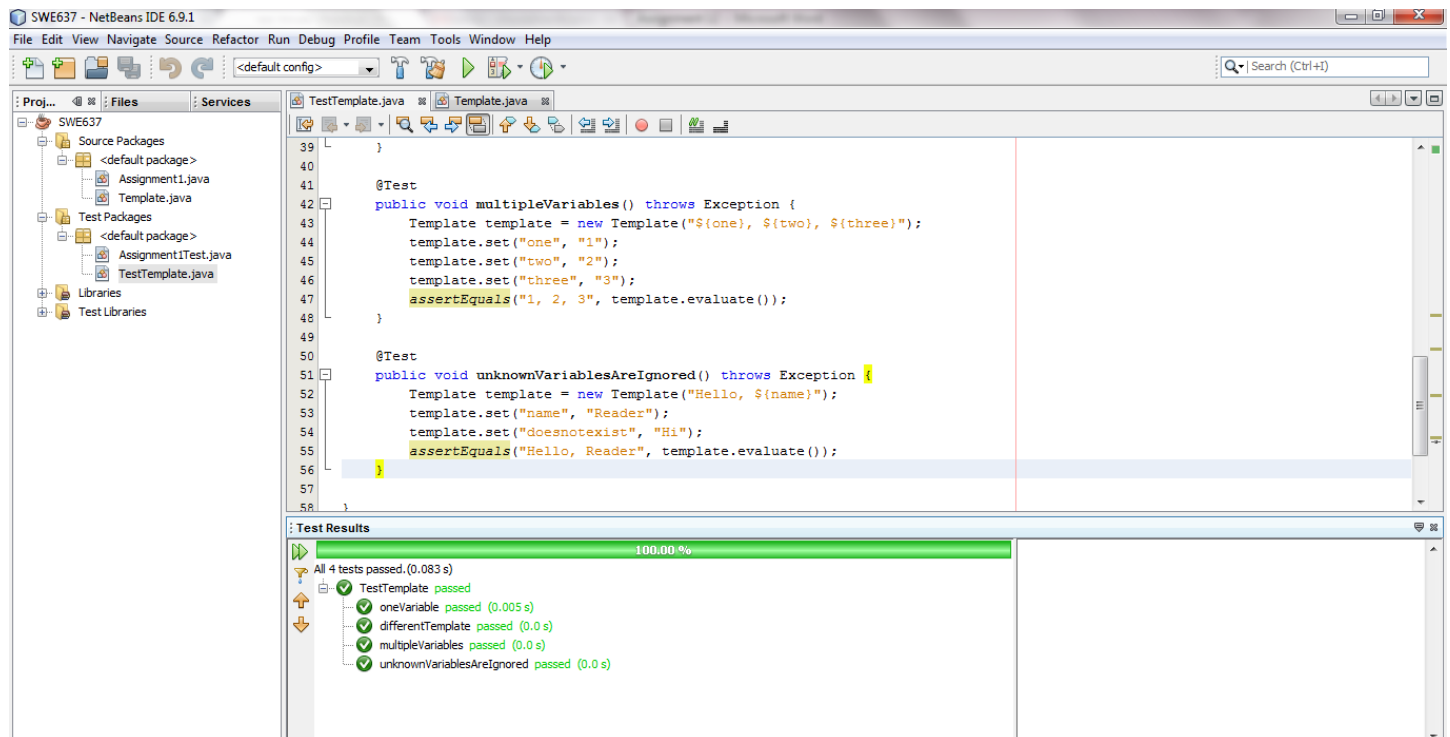 SWE637 - NetBeans IDE 6.9.1
File Edit View Navigate Source Refactor Run Debug Profile Team Tools Window Help
<default config>
Search (Ctrl+I)
Proj... Files Services
SWE637
Source Packages
<default package>
Assignment1.java
Template.java
Test Packages
<default package>
Assignment1Test.java
TestTemplate.java
Libraries
Test Libraries
TestTemplate.java Template.java
39 }
40
41 @Test
42 public void multipleVariables() throws Exception {
43 Template template = new Template("${one}, ${two}, ${three}");
44 template.set("one", "1");
45 template.set("two", "2");
46 template.set("three", "3");
47 assertEquals("1, 2, 3", template.evaluate());
48 }
49
50 @Test
51 public void unknownVariablesAreIgnored() throws Exception {
52 Template template = new Template("Hello, ${name}");
53 template.set("name", "Reader");
54 template.set("doesnotexist", "Hi");
55 assertEquals("Hello, Reader", template.evaluate());
56 }
57
58 }
Test Results
100.00 %
All 4 tests passed.(0.083 s)
TestTemplate passed
oneVariable passed (0.005 s)
differentTemplate passed (0.0 s)
multipleVariables passed (0.0 s)
unknownVariablesAreIgnored passed (0.0 s)